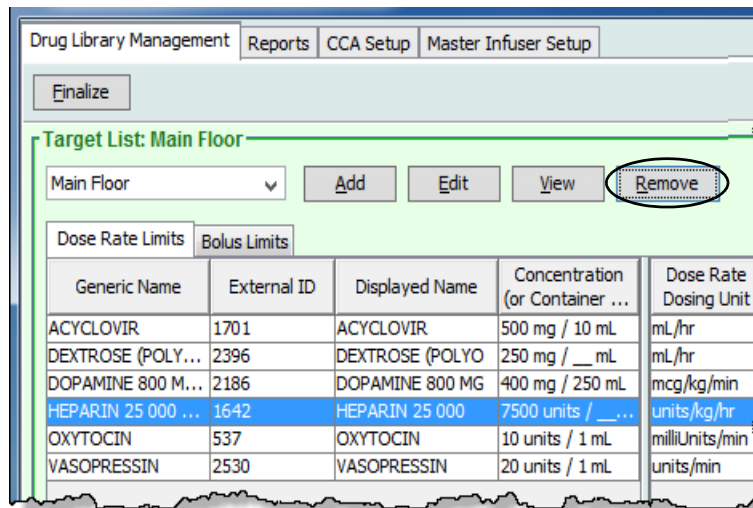 Drug Library Management Reports CCA Setup Master Infuser Setup
Finalize
Target List: Main Floor
Main Floor Add Edit View Remove
Dose Rate Limits Bolus Limits
Generic Name External ID Displayed Name Concentration (or Container ... Dose Rate Dosing Unit
ACYCLOVIR 1701 ACYCLOVIR 500 mg / 10 mL mL/hr
DEXTROSE (POLY... 2396 DEXTROSE (POLYO 250 mg / __ mL mL/hr
DOPAMINE 800 M... 2186 DOPAMINE 800 MG 400 mg / 250 mL mcg/kg/min
HEPARIN 25 000 ... 1642 HEPARIN 25 000 7500 units / __... units/kg/hr
OXYTOCIN 537 OXYTOCIN 10 units / 1 mL milliUnits/min
VASOPRESSIN 2530 VASOPRESSIN 20 units / 1 mL units/min